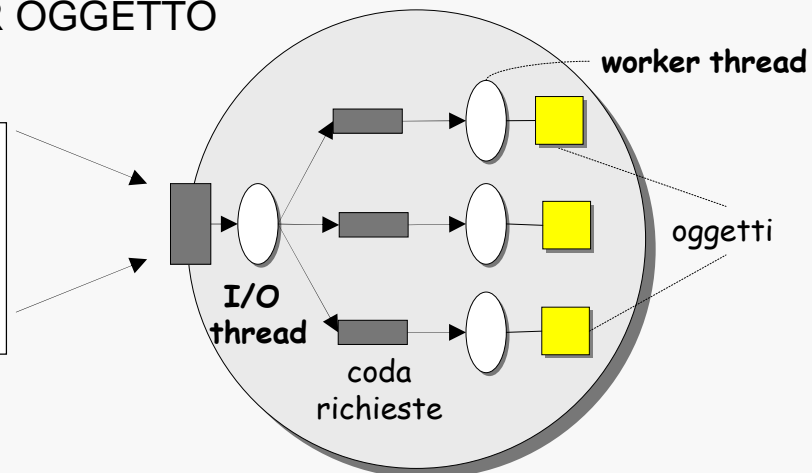 R OGGETTO
worker thread
oggetti
I/O
thread
coda
richieste